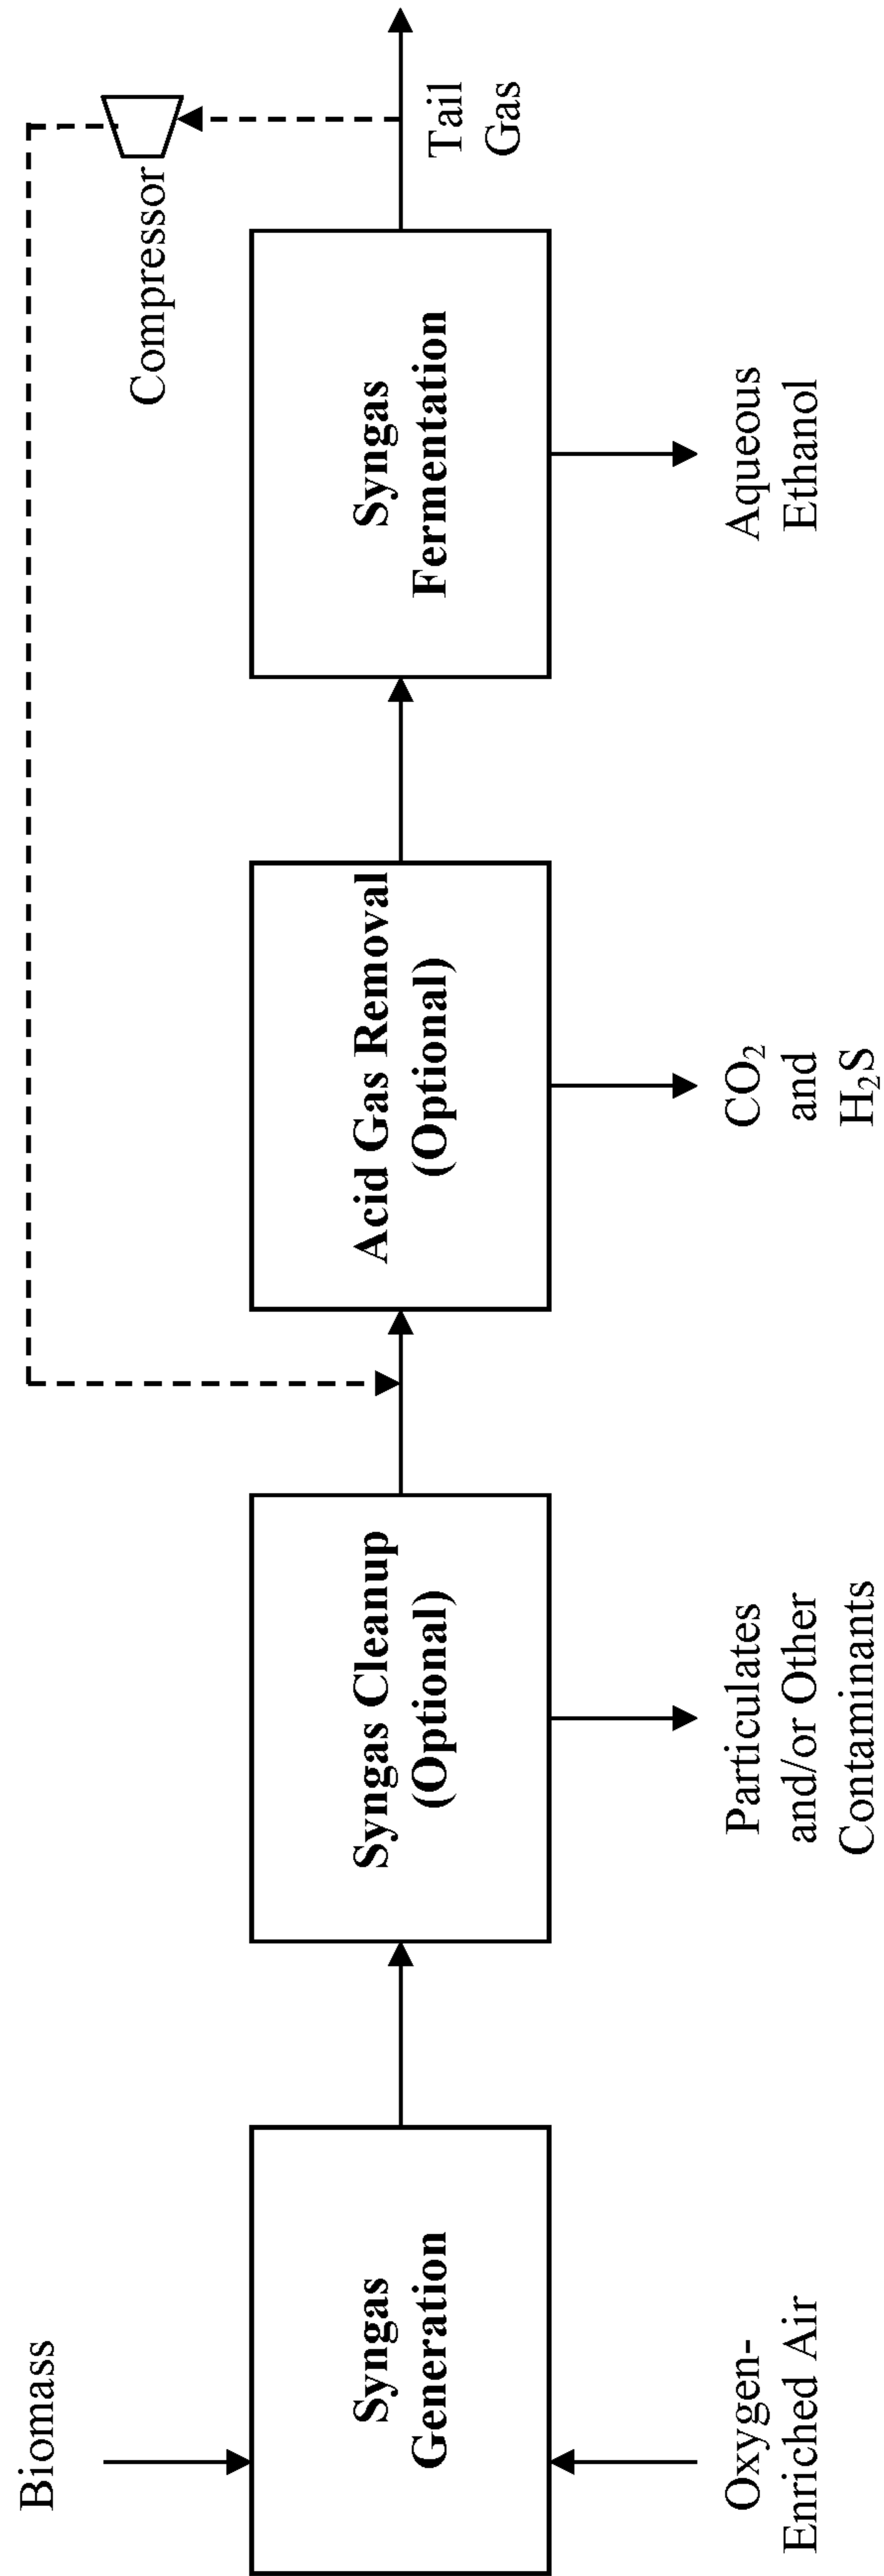 Biomass
Oxygen-
Enriched Air
Syngas
Generation
Syngas Cleanup
(Optional)
Particulates
and/or Other
Contaminants
Acid Gas Removal
(Optional)
CO₂
and
H₂S
Syngas
Fermentation
Aqueous
Ethanol
Compressor
Tail
Gas